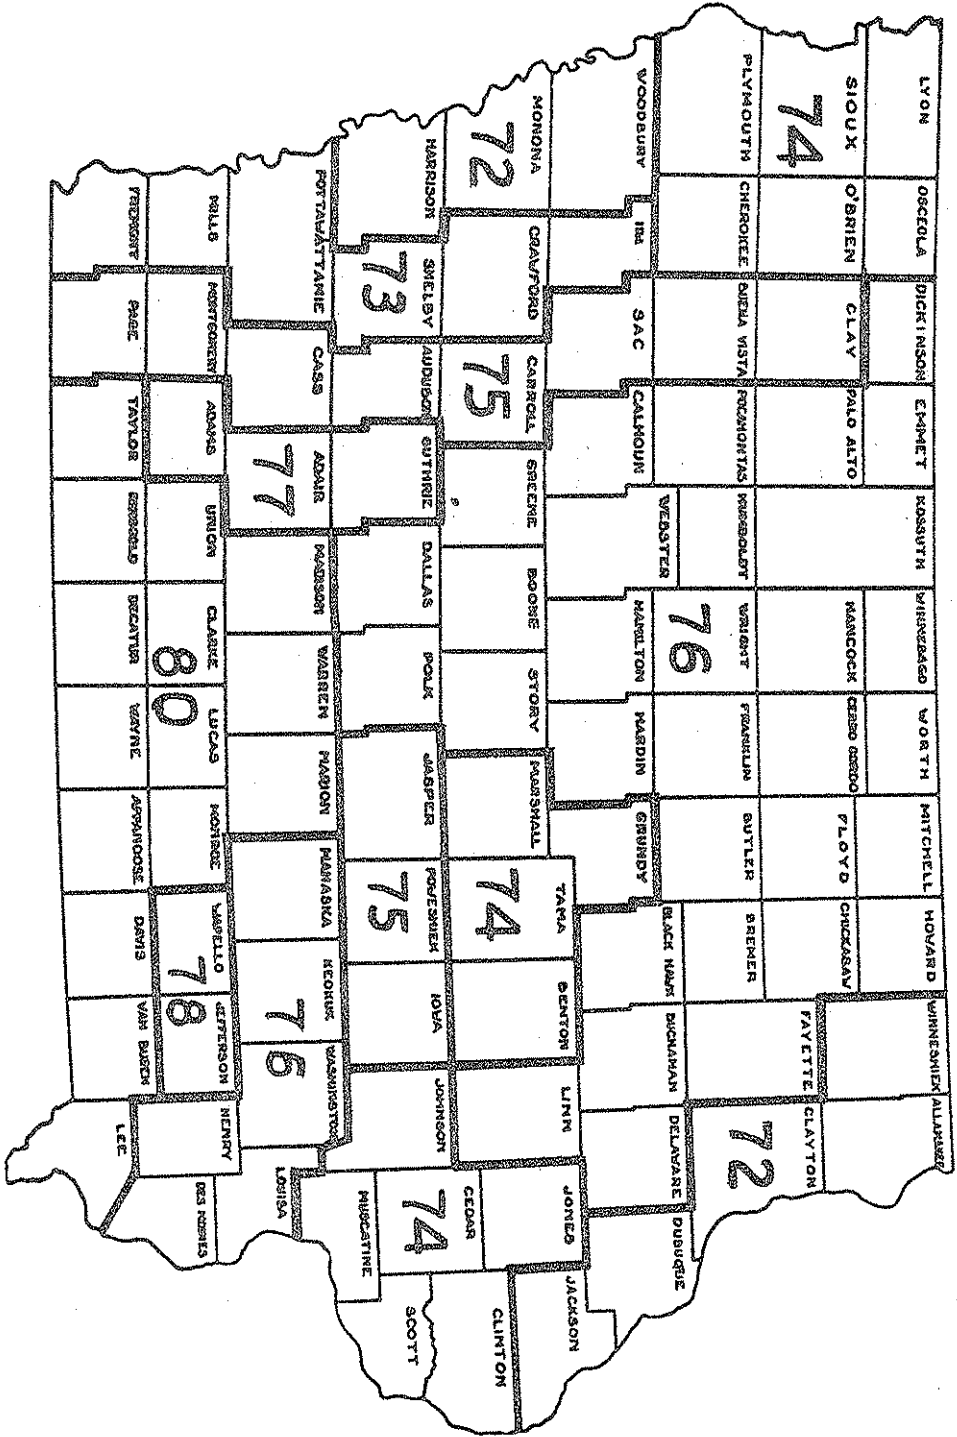 LYON
OSCEOLA
DICKINSON
EMMET
KOSSUTH
WINNEBAGO
WORTH
MITCHELL
HOWARD
WINNESHIEK
ALLAMAKEE
SIOUX
O'BRIEN
CLAY
PALO ALTO
HANCOCK
CERRO GORDO
FLOYD
CHICKASAW
74
PLYMOUTH
CHEROKEE
BUENA VISTA
POCAHONTAS
HUMBOLDT
WRIGHT
FRANKLIN
BUTLER
BREMER
FAYETTE
CLAYTON
76
72
WOODBURY
IDA
SAC
CALHOUN
WEBSTER
HAMILTON
HARDIN
GRUNDY
BLACK HAWK
BUCHANAN
DELAWARE
DUBUQUE
MONONA
CRAWFORD
CARROLL
GREENE
BOONE
STORY
MARSHALL
TAMA
BENTON
LINN
JONES
JACKSON
72
75
74
HARRISON
SHELBY
AUDUBON
GUTHRIE
DALLAS
POLK
JASPER
POWESHIEK
IOWA
JOHNSON
CEDAR
CLINTON
73
75
74
SCOTT
MUSCATINE
POTTAWATTAMIE
CASS
ADAIR
MADISON
WARREN
MARION
MAHASKA
KEOKUK
WASHINGTON
LOUISA
77
76
MILLS
MONTGOMERY
ADAMS
UNION
CLARKE
LUCAS
MONROE
WAPELLO
JEFFERSON
HENRY
DES MOINES
80
78
FREMONT
PAGE
TAYLOR
RINGGOLD
DECATUR
WAYNE
APPANOOSE
DAVIS
VAN BUREN
LEE